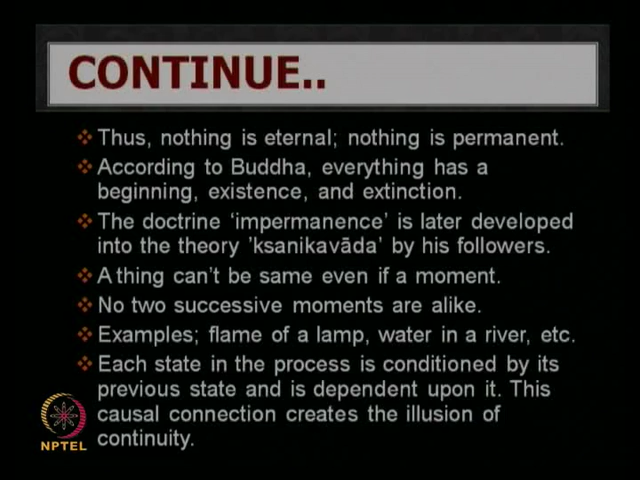 CONTINUE..
Thus, nothing is eternal; nothing is permanent.
According to Buddha, everything has a
beginning, existence, and extinction.
The doctrine ‘impermanence’ is later developed
into the theory ’ksanikavāda’ by his followers.
A thing can’t be same even if a moment.
No two successive moments are alike.
Examples; flame of a lamp, water in a river, etc.
Each state in the process is conditioned by its
previous state and is dependent upon it. This
causal connection creates the illusion of
continuity.
NPTEL